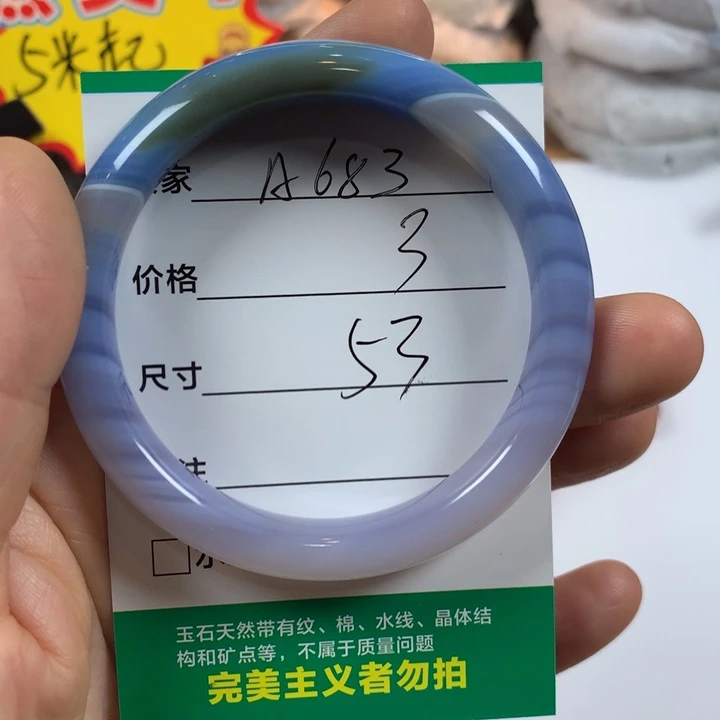 5米起
家 A683
价格 3
尺寸 53
注
玉石天然带有纹、棉、水线、晶体结
构和矿点等，不属于质量问题
完美主义者勿拍